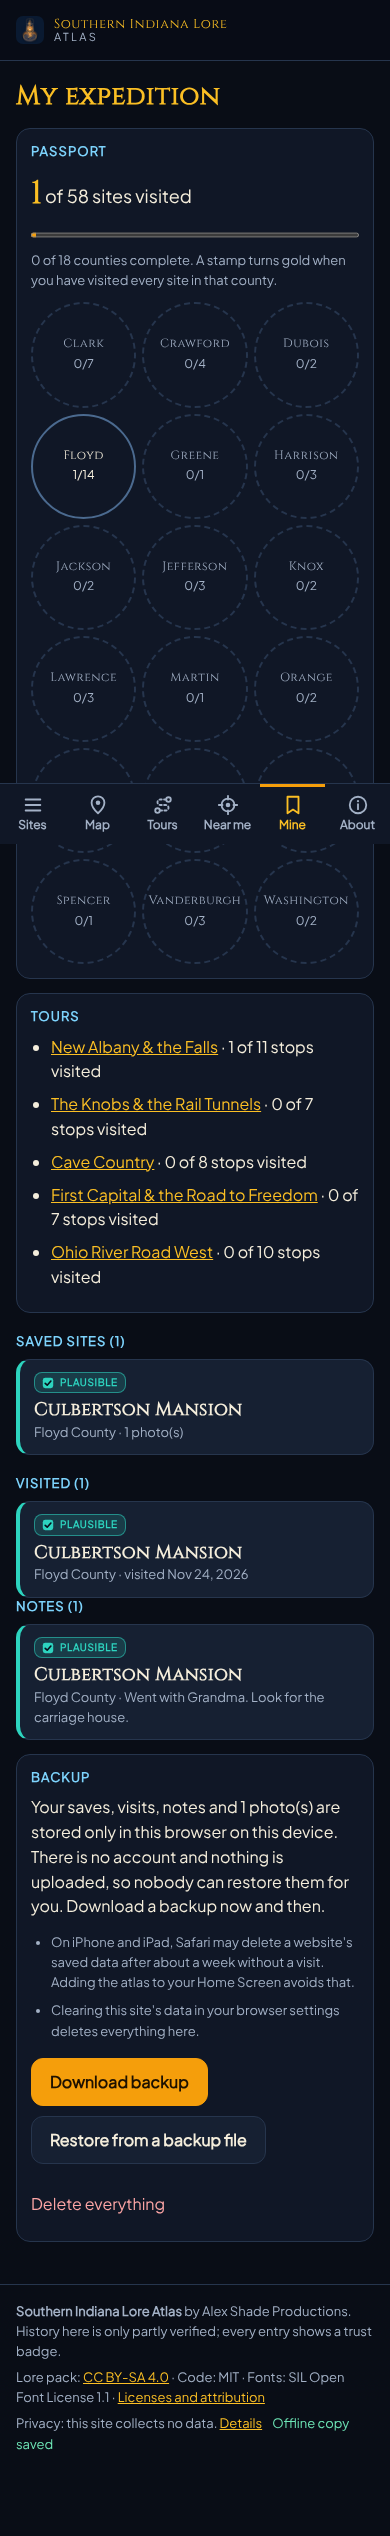 Southern Indiana Lore
ATLAS
My expedition
PASSPORT
1 of 58 sites visited
0 of 18 counties complete. A stamp turns gold when
you have visited every site in that county.
Clark
0/7
Crawford
0/4
Dubois
0/2
Floyd
1/14
Greene
0/1
Harrison
0/3
Jackson
0/2
Jefferson
0/3
Knox
0/2
Lawrence
0/3
Martin
0/1
Orange
0/2
Sites
Map
Tours
Near me
Mine
About
Spencer
0/1
Vanderburgh
0/3
Washington
0/2
TOURS
• New Albany & the Falls · 1 of 11 stops
visited
• The Knobs & the Rail Tunnels · 0 of 7
stops visited
• Cave Country · 0 of 8 stops visited
• First Capital & the Road to Freedom · 0 of
7 stops visited
• Ohio River Road West · 0 of 10 stops
visited
SAVED SITES (1)
PLAUSIBLE
Culbertson Mansion
Floyd County · 1 photo(s)
VISITED (1)
PLAUSIBLE
Culbertson Mansion
Floyd County · visited Nov 24, 2026
NOTES (1)
PLAUSIBLE
Culbertson Mansion
Floyd County · Went with Grandma. Look for the
carriage house.
BACKUP
Your saves, visits, notes and 1 photo(s) are
stored only in this browser on this device.
There is no account and nothing is
uploaded, so nobody can restore them for
you. Download a backup now and then.
• On iPhone and iPad, Safari may delete a website's
saved data after about a week without a visit.
Adding the atlas to your Home Screen avoids that.
• Clearing this site's data in your browser settings
deletes everything here.
Download backup
Restore from a backup file
Delete everything
Southern Indiana Lore Atlas by Alex Shade Productions.
History here is only partly verified; every entry shows a trust
badge.
Lore pack: CC BY-SA 4.0 · Code: MIT · Fonts: SIL Open
Font License 1.1 · Licenses and attribution
Privacy: this site collects no data. Details Offline copy
saved